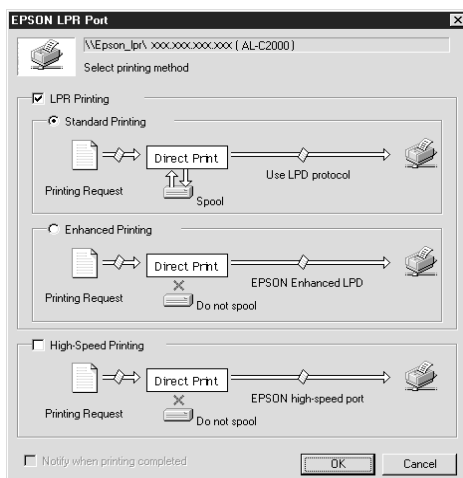 EPSON LPR Port
\\Epson_lpr\ xxx.xxx.xxx.xxx ( AL-C2000 )
Select printing method
LPR Printing
Standard Printing
Direct Print
Use LPD protocol
Printing Request
Spool
Enhanced Printing
Direct Print
EPSON Enhanced LPD
Printing Request
Do not spool
High-Speed Printing
Direct Print
EPSON high-speed port
Printing Request
Do not spool
Notify when printing completed
OK
Cancel